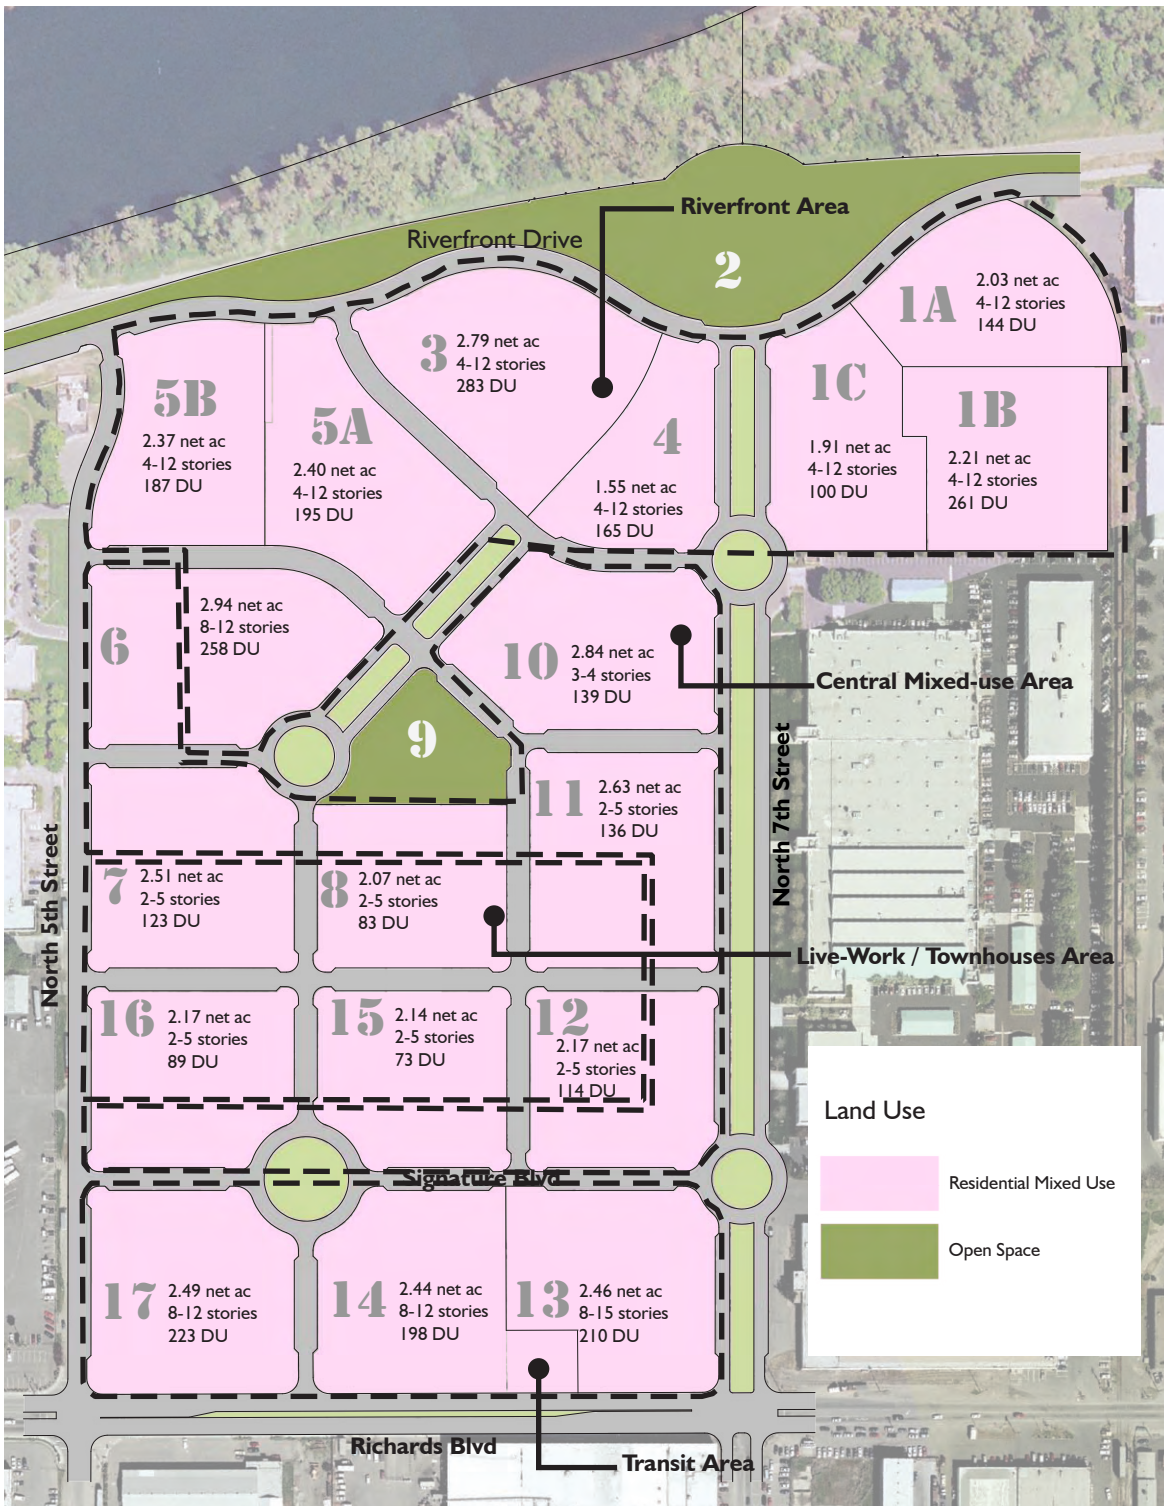 Riverfront Area
Riverfront Drive
2
1A
2.03 net ac
4-12 stories
144 DU
3
2.79 net ac
4-12 stories
283 DU
5B
2.37 net ac
4-12 stories
187 DU
5A
2.40 net ac
4-12 stories
195 DU
4
1.55 net ac
4-12 stories
165 DU
1C
1.91 net ac
4-12 stories
100 DU
1B
2.21 net ac
4-12 stories
261 DU
6
2.94 net ac
8-12 stories
258 DU
10
2.84 net ac
3-4 stories
139 DU
Central Mixed-use Area
9
11
2.63 net ac
2-5 stories
136 DU
North 7th Street
North 5th Street
7
2.51 net ac
2-5 stories
123 DU
8
2.07 net ac
2-5 stories
83 DU
Live-Work / Townhouses Area
16
2.17 net ac
2-5 stories
89 DU
15
2.14 net ac
2-5 stories
73 DU
12
2.17 net ac
2-5 stories
114 DU
Land Use
Residential Mixed Use
Open Space
Signature Blvd
17
2.49 net ac
8-12 stories
223 DU
14
2.44 net ac
8-12 stories
198 DU
13
2.46 net ac
8-15 stories
210 DU
Richards Blvd
Transit Area